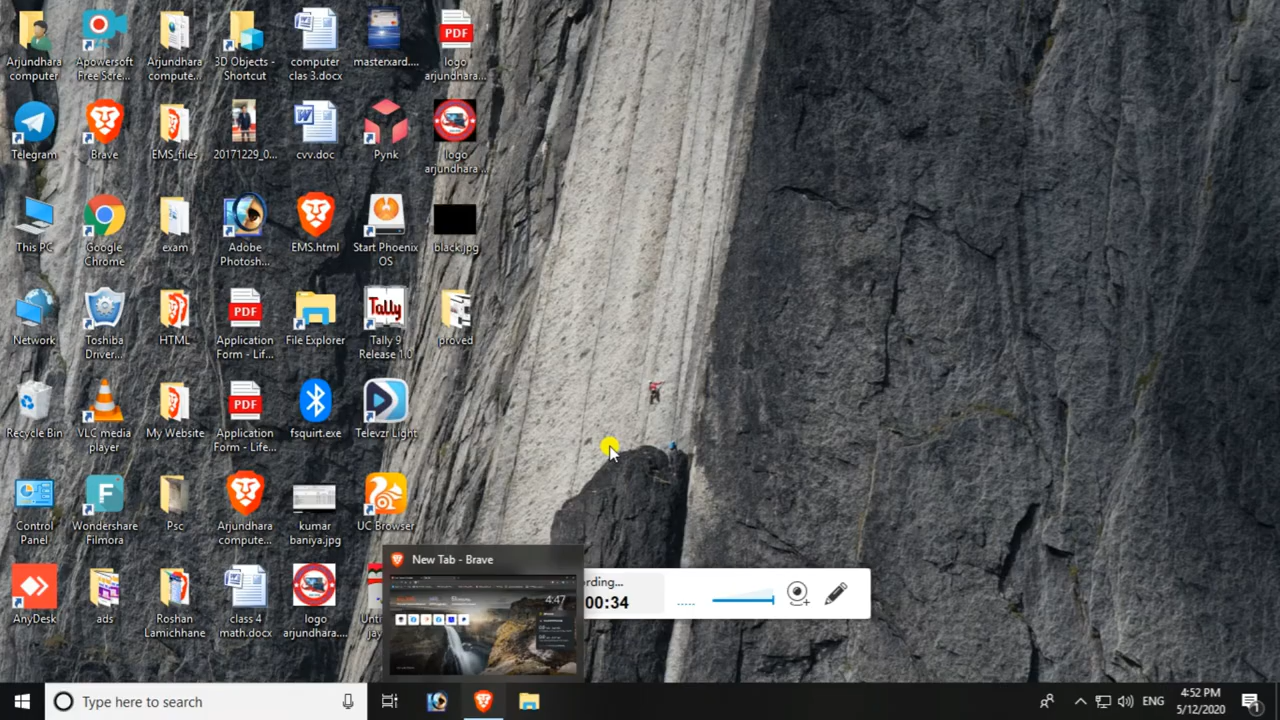 Arjundhara computer
Apowersoft Free Scre...
Arjundhara compute...
3D Objects - Shortcut
computer clas 3.docx
masterxard....
PDF
logo arjundhara...
Telegram
Brave
EMS_files
20171229_0...
cvv.doc
Pynk
logo arjundhara ...
This PC
Google Chrome
exam
Adobe Photosh...
EMS.html
Start Phoenix OS
black.jpg
Network
Toshiba Driver...
HTML
PDF
Application Form - Lif...
File Explorer
Tally
Tally 9 Release 1.0
proved
Recycle Bin
VLC media player
My Website
PDF
Application Form - Life...
fsquirt.exe
Televzr Light
Control Panel
Wondershare Filmora
Psc
Arjundhara compute...
kumar baniya.jpg
UC Browser
AnyDesk
ads
Roshan Lamichhane
class 4 math.docx
logo arjundhara....
New Tab - Brave
4:47
00:34
Type here to search
ENG
4:52 PM
5/12/2020
1